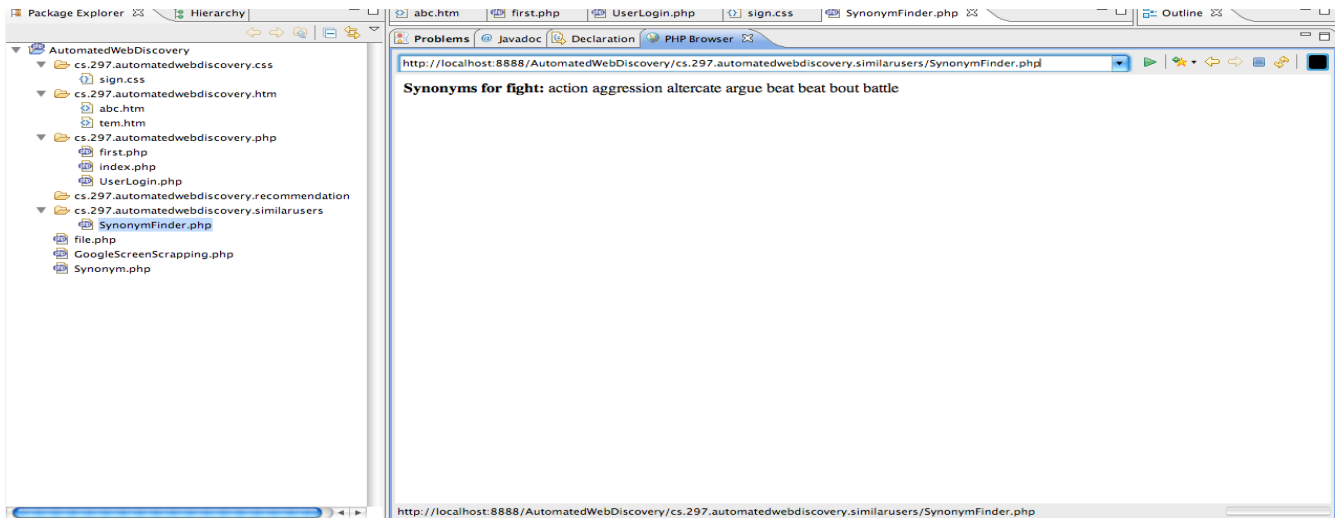 Package Explorer Hierarchy
abc.htm first.php UserLogin.php sign.css SynonymFinder.php
Outline
Problems @ Javadoc Declaration PHP Browser
http://localhost:8888/AutomatedWebDiscovery/cs.297.automatedwebdiscovery.similarusers/SynonymFinder.php
AutomatedWebDiscovery
cs.297.automatedwebdiscovery.css
sign.css
cs.297.automatedwebdiscovery.htm
abc.htm
tem.htm
cs.297.automatedwebdiscovery.php
first.php
index.php
UserLogin.php
cs.297.automatedwebdiscovery.recommendation
cs.297.automatedwebdiscovery.similarusers
SynonymFinder.php
file.php
GoogleScreenScrapping.php
Synonym.php
Synonyms for fight: action aggression altercate argue beat beat bout battle
http://localhost:8888/AutomatedWebDiscovery/cs.297.automatedwebdiscovery.similarusers/SynonymFinder.php